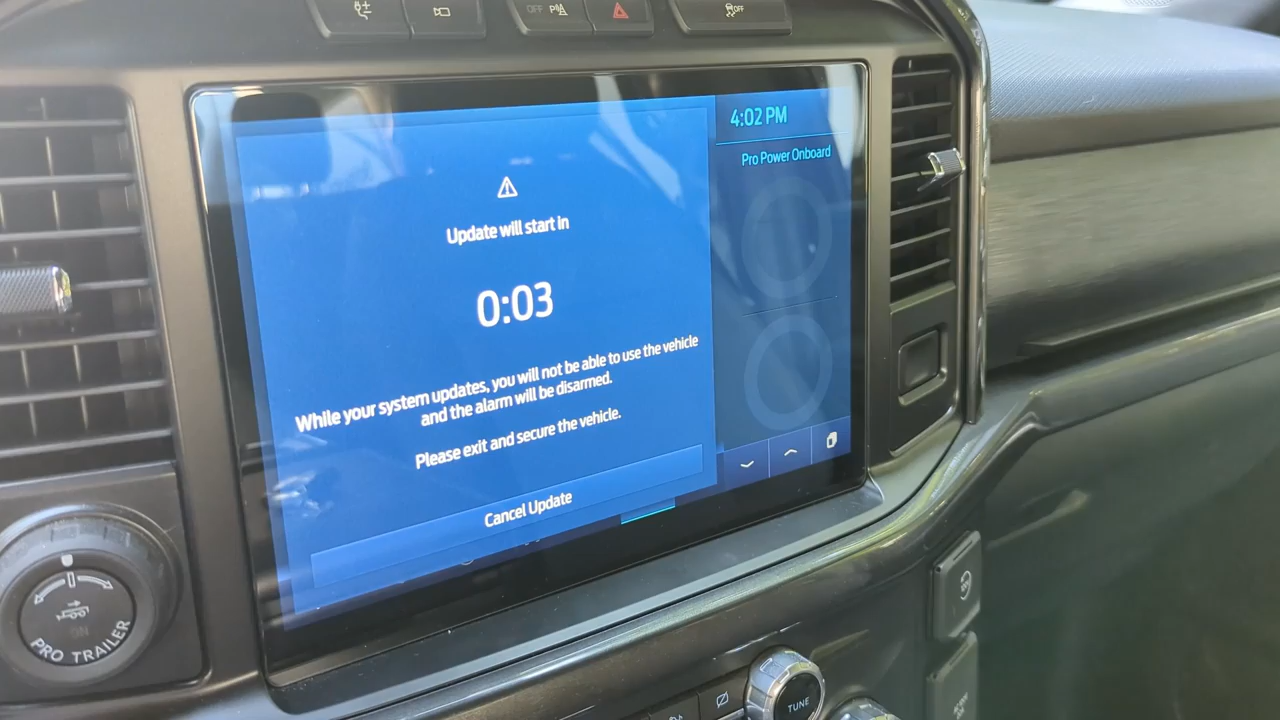 OFF P
OFF
4:02 PM
Pro Power Onboard
Update will start in
0:03
While your system updates, you will not be able to use the vehicle
and the alarm will be disarmed.
Please exit and secure the vehicle.
Cancel Update
PRO TRAILER
TUNE